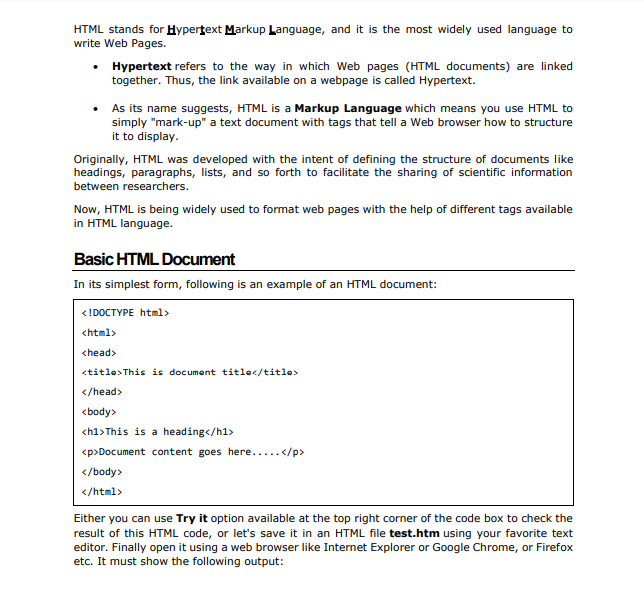 HTML stands for Hypertext Markup Language, and it is the most widely used language to
write Web Pages.
• Hypertext refers to the way in which Web pages (HTML documents) are linked
together. Thus, the link available on a webpage is called Hypertext.
• As its name suggests, HTML is a Markup Language which means you use HTML to
simply "mark-up" a text document with tags that tell a Web browser how to structure
it to display.
Originally, HTML was developed with the intent of defining the structure of documents like
headings, paragraphs, lists, and so forth to facilitate the sharing of scientific information
between researchers.
Now, HTML is being widely used to format web pages with the help of different tags available
in HTML language.
Basic HTML Document
In its simplest form, following is an example of an HTML document:
<!DOCTYPE html>
<html>
<head>
<title>This is document title</title>
</head>
<body>
<h1>This is a heading</h1>
<p>Document content goes here.....</p>
</body>
</html>
Either you can use Try it option available at the top right corner of the code box to check the
result of this HTML code, or let's save it in an HTML file test.htm using your favorite text
editor. Finally open it using a web browser like Internet Explorer or Google Chrome, or Firefox
etc. It must show the following output: